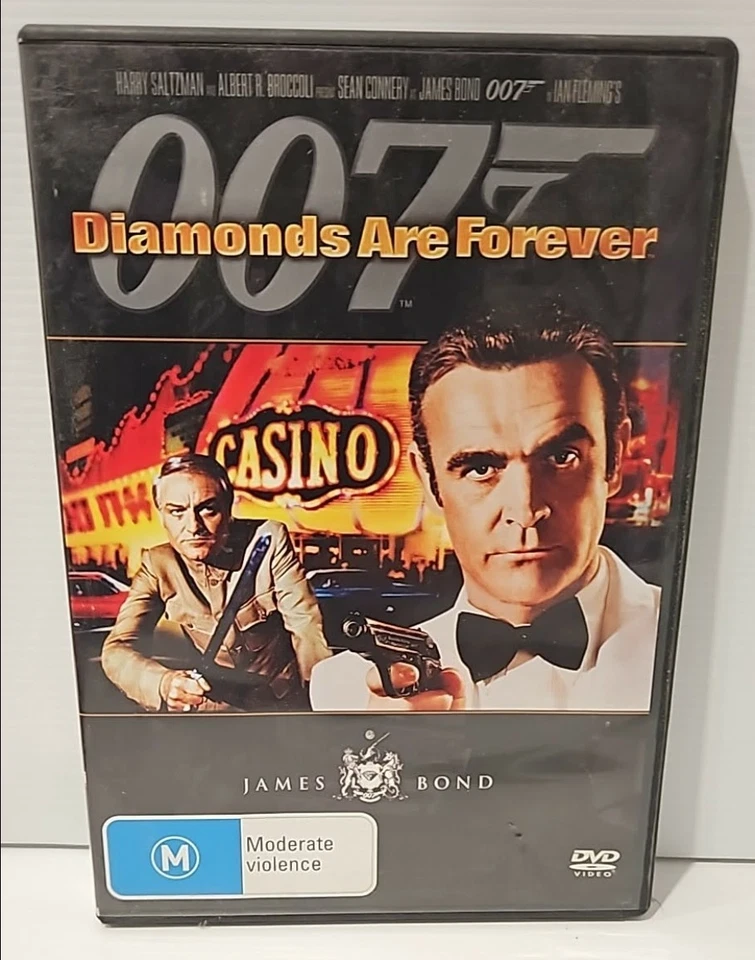 HARRY SALTZMAN AND ALBERT R. BROCCOLI PRESENT SEAN CONNERY AS JAMES BOND 007 IN IAN FLEMING'S
007
Diamonds Are Forever
TM
CASINO
JAMES BOND
M
Moderate
violence
DVD
VIDEO